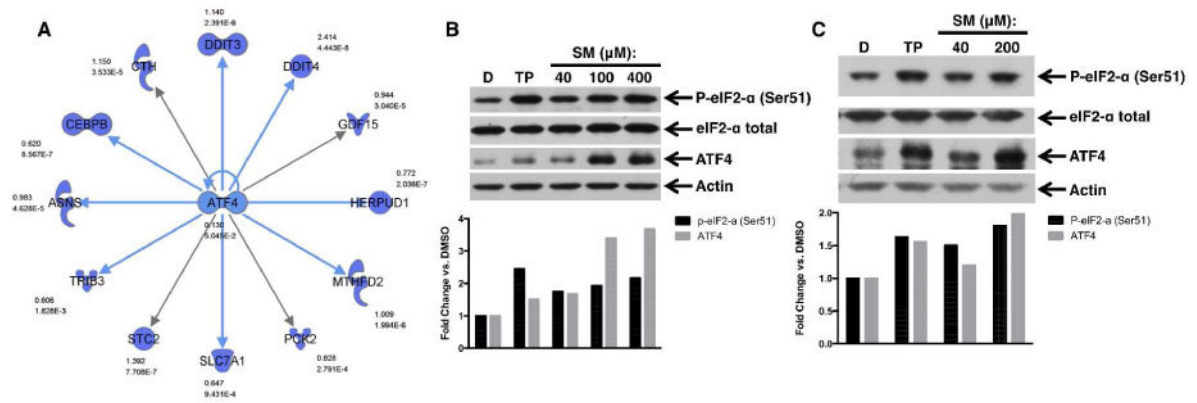 A
1.140
2.391E-6
DDIT3
2.414
4.443E-8
DDIT4
1.150
3.533E-5
CTH
0.944
3.040E-5
GDF15
CEBPB
0.620
8.567E-7
0.772
2.036E-7
HERPUD1
ATF4
0.130
5.045E-2
0.983
4.628E-5
ASNS
MTHFD2
1.009
1.994E-6
TRIB3
0.606
1.828E-3
STC2
1.392
7.708E-7
SLC7A1
0.647
9.431E-4
PCK2
0.828
2.791E-4
B
SM (µM):
D TP 40 100 400
P-eIF2-α (Ser51)
eIF2-α total
ATF4
Actin
Fold Change vs. DMSO
4
3
2
1
0
p-eIF2-a (Ser51)
ATF4
C
SM (µM):
D TP 40 200
P-eIF2-α (Ser51)
eIF2-α total
ATF4
Actin
Fold Change vs. DMSO
2.0
1.5
1.0
0.5
0.0
P-eIF2-a (Ser51)
ATF4